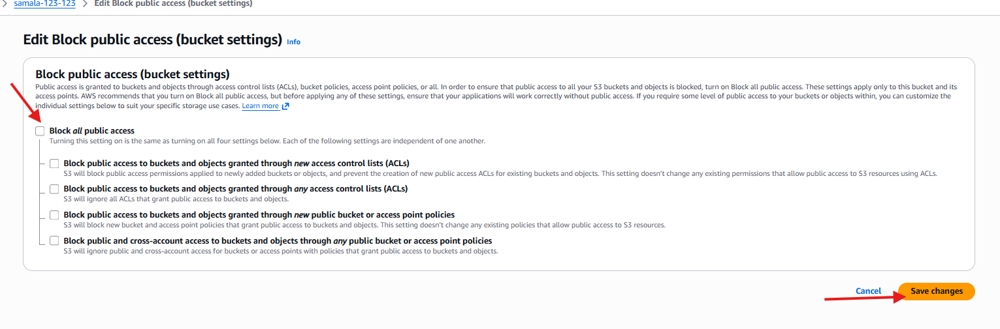 samala-123-123 > Edit Block public access (bucket settings)
Edit Block public access (bucket settings) Info
Block public access (bucket settings)
Public access is granted to buckets and objects through access control lists (ACLs), bucket policies, access point policies, or all. In order to ensure that public access to all your S3 buckets and objects is blocked, turn on Block all public access. These settings apply only to this bucket and its
access points. AWS recommends that you turn on Block all public access, but before applying any of these settings, ensure that your applications will work correctly without public access. If you require some level of public access to your buckets or objects within, you can customize the
individual settings below to suit your specific storage use cases. Learn more
Block all public access
Turning this setting on is the same as turning on all four settings below. Each of the following settings are independent of one another.
Block public access to buckets and objects granted through new access control lists (ACLs)
S3 will block public access permissions applied to newly added buckets or objects, and prevent the creation of new public access ACLs for existing buckets and objects. This setting doesn't change any existing permissions that allow public access to S3 resources using ACLs.
Block public access to buckets and objects granted through any access control lists (ACLs)
S3 will ignore all ACLs that grant public access to buckets and objects.
Block public access to buckets and objects granted through new public bucket or access point policies
S3 will block new bucket and access point policies that grant public access to buckets and objects. This setting doesn't change any existing policies that allow public access to S3 resources.
Block public and cross-account access to buckets and objects through any public bucket or access point policies
S3 will ignore public and cross-account access for buckets or access points with policies that grant public access to buckets and objects.
Cancel Save changes